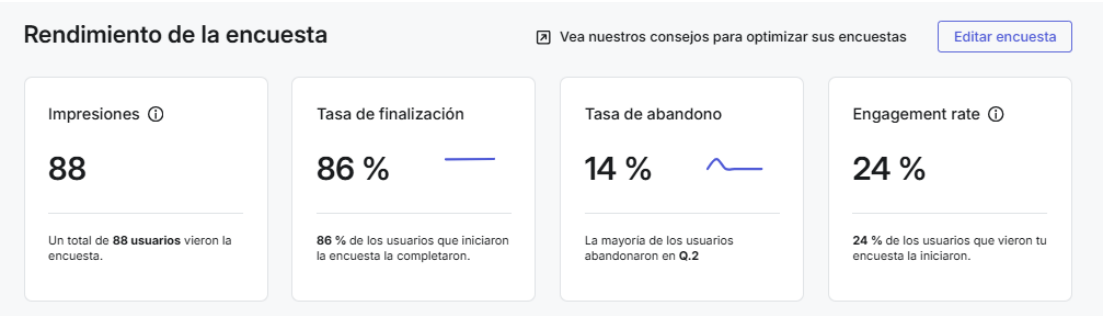 Rendimiento de la encuesta
Vea nuestros consejos para optimizar sus encuestas
Editar encuesta
Impresiones
88
Un total de 88 usuarios vieron la
encuesta.
Tasa de finalización
86 %
86 % de los usuarios que iniciaron
la encuesta la completaron.
Tasa de abandono
14 %
La mayoría de los usuarios
abandonaron en Q.2
Engagement rate
24 %
24 % de los usuarios que vieron tu
encuesta la iniciaron.